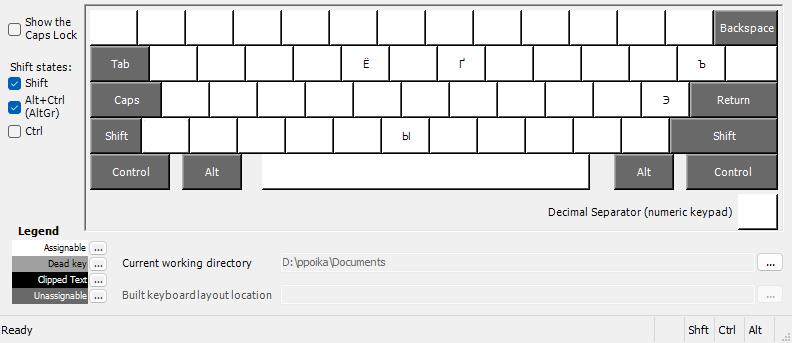 Show the
Caps Lock
Backspace
Shift states:
Tab Ё Ґ Ъ
Shift
Alt+Ctrl
(AltGr)
Caps Э Return
Ctrl
Shift Ы Shift
Control Alt Alt Control
Decimal Separator (numeric keypad)
Legend
Assignable ...
Dead key ...
Clipped Text ...
Unassignable ...
Current working directory D:\ppoika\Documents ...
Built keyboard layout location ...
Ready Shft Ctrl Alt